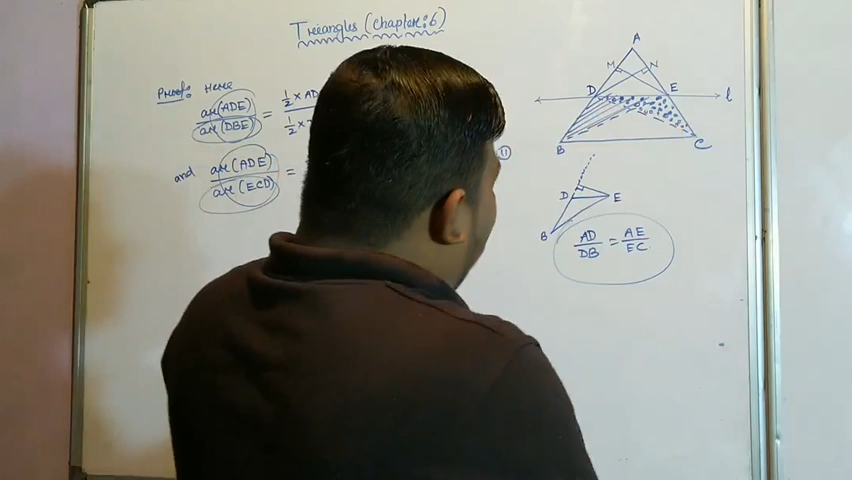 Triangles (Chapter:6)
Proof: Here
ar(ADE)
ar(DBE)
=
1/2 × AD
1/2 ×
and
ar(ADE)
ar(ECD)
=
11
A
M N
D E l
B C
D E
B
AD/DB = AE/EC